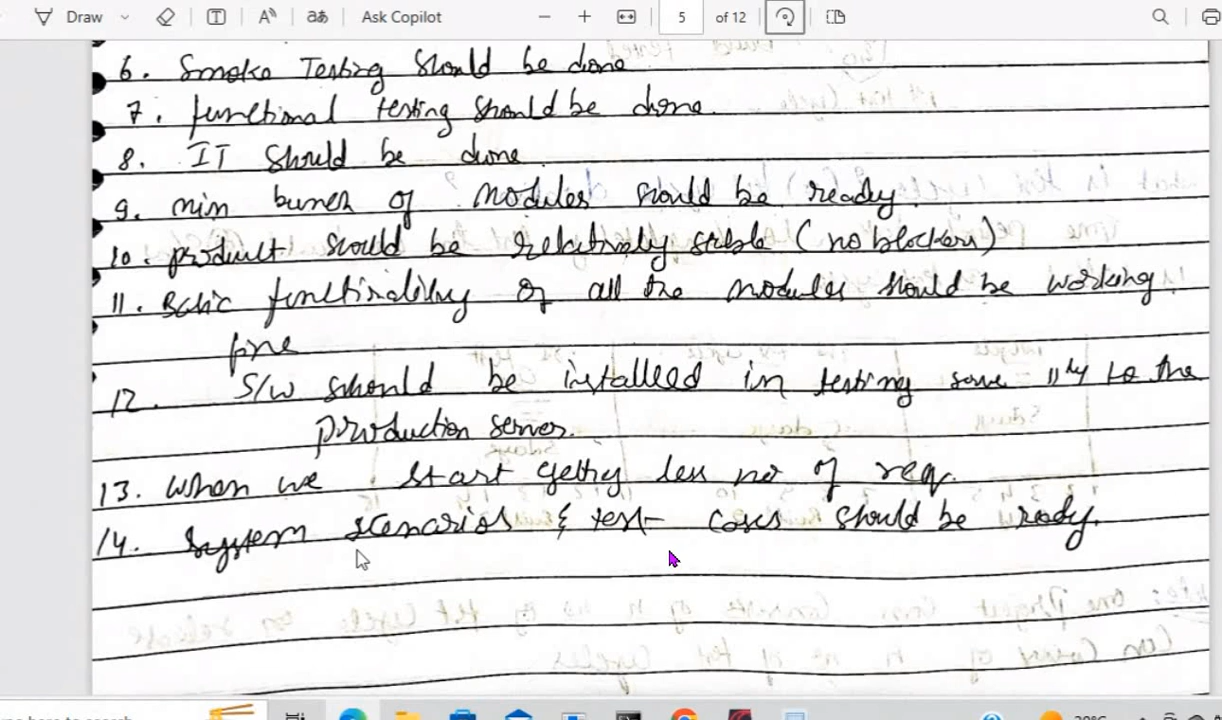 Draw
Ask Copilot
5 of 12
6. Smoke Testing Should be done
7. functional testing should be done.
8. IT Should be done.
9. min bunch of modules should be ready.
10. product should be relatively stable (no blockers)
11. Basic functionality of all the modules should be working
fine
12. S/W should be installed in testing to the
production server.
13. when we start getting less no of req.
14. System scenarios & test cases should be ready.